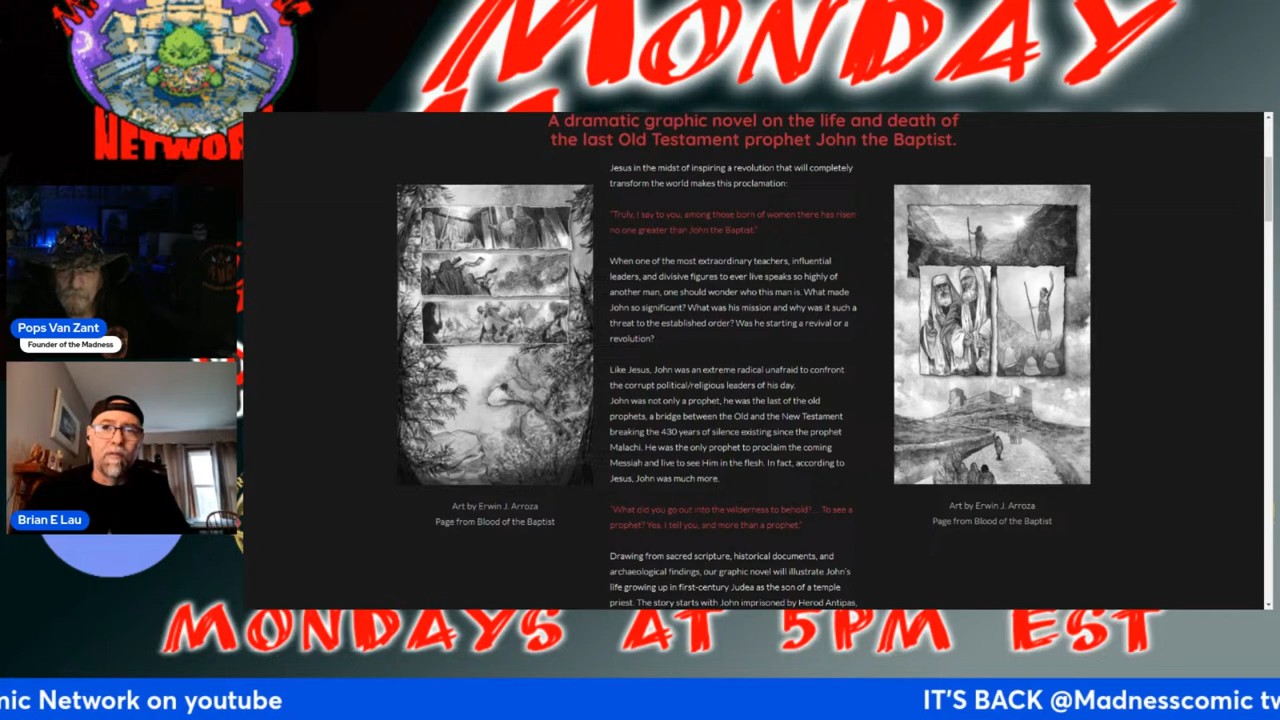 MONDAY
NETWOR
A dramatic graphic novel on the life and death of
the last Old Testament prophet John the Baptist.
Jesus in the midst of inspiring a revolution that will completely
transform the world makes this proclamation:
"Truly, I say to you, among those born of women there has risen
no one greater than John the Baptist."
When one of the most extraordinary teachers, influential
leaders, and divisive figures to ever live speaks so highly of
another man, one should wonder who this man is. What made
John so significant? What was his mission and why was it such a
threat to the established order? Was he starting a revival or a
revolution?
Like Jesus, John was an extreme radical unafraid to confront
the corrupt political/religious leaders of his day.
John was not only a prophet, he was the last of the old
prophets, a bridge between the Old and the New Testament
breaking the 430 years of silence existing since the prophet
Malachi. He was the only prophet to proclaim the coming
Messiah and live to see Him in the flesh. In fact, according to
Jesus, John was much more.
"What did you go out into the wilderness to behold? ... To see a
prophet? Yes, I tell you, and more than a prophet."
Drawing from sacred scripture, historical documents, and
archaeological findings, our graphic novel will illustrate John's
life growing up in first-century Judea as the son of a temple
priest. The story starts with John imprisoned by Herod Antipas,
Art by Erwin J. Arroza
Page from Blood of the Baptist
Art by Erwin J. Arroza
Page from Blood of the Baptist
Pops Van Zant
Founder of the Madness
Brian E Lau
MONDAYS AT 5PM EST
mic Network on youtube
IT'S BACK @Madnesscomic tw